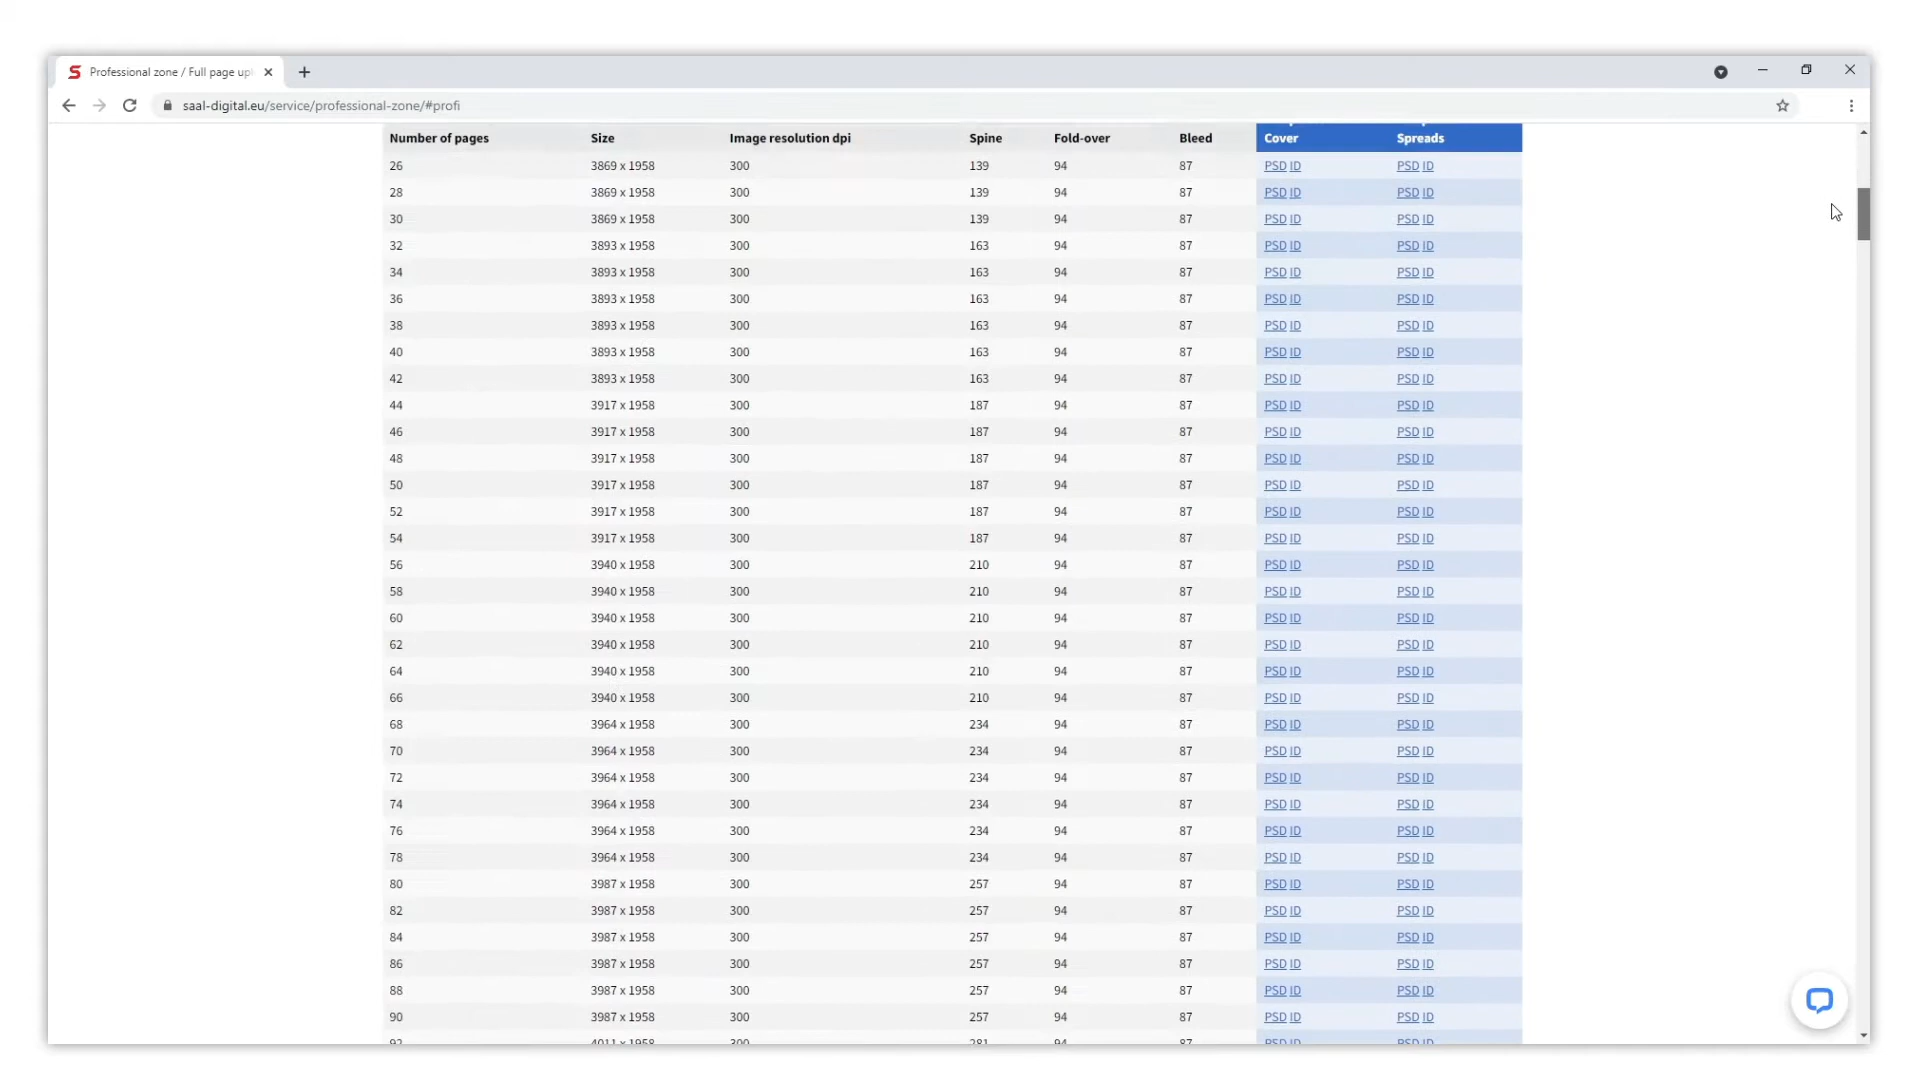 Professional zone / Full page up
saal-digital.eu/service/professional-zone/#profi
Number of pages Size Image resolution dpi Spine Fold-over Bleed Cover Spreads
26 3869 x 1958 300 139 94 87 PSD ID PSD ID
28 3869 x 1958 300 139 94 87 PSD ID PSD ID
30 3869 x 1958 300 139 94 87 PSD ID PSD ID
32 3893 x 1958 300 163 94 87 PSD ID PSD ID
34 3893 x 1958 300 163 94 87 PSD ID PSD ID
36 3893 x 1958 300 163 94 87 PSD ID PSD ID
38 3893 x 1958 300 163 94 87 PSD ID PSD ID
40 3893 x 1958 300 163 94 87 PSD ID PSD ID
42 3893 x 1958 300 163 94 87 PSD ID PSD ID
44 3917 x 1958 300 187 94 87 PSD ID PSD ID
46 3917 x 1958 300 187 94 87 PSD ID PSD ID
48 3917 x 1958 300 187 94 87 PSD ID PSD ID
50 3917 x 1958 300 187 94 87 PSD ID PSD ID
52 3917 x 1958 300 187 94 87 PSD ID PSD ID
54 3917 x 1958 300 187 94 87 PSD ID PSD ID
56 3940 x 1958 300 210 94 87 PSD ID PSD ID
58 3940 x 1958 300 210 94 87 PSD ID PSD ID
60 3940 x 1958 300 210 94 87 PSD ID PSD ID
62 3940 x 1958 300 210 94 87 PSD ID PSD ID
64 3940 x 1958 300 210 94 87 PSD ID PSD ID
66 3940 x 1958 300 210 94 87 PSD ID PSD ID
68 3964 x 1958 300 234 94 87 PSD ID PSD ID
70 3964 x 1958 300 234 94 87 PSD ID PSD ID
72 3964 x 1958 300 234 94 87 PSD ID PSD ID
74 3964 x 1958 300 234 94 87 PSD ID PSD ID
76 3964 x 1958 300 234 94 87 PSD ID PSD ID
78 3964 x 1958 300 234 94 87 PSD ID PSD ID
80 3987 x 1958 300 257 94 87 PSD ID PSD ID
82 3987 x 1958 300 257 94 87 PSD ID PSD ID
84 3987 x 1958 300 257 94 87 PSD ID PSD ID
86 3987 x 1958 300 257 94 87 PSD ID PSD ID
88 3987 x 1958 300 257 94 87 PSD ID PSD ID
90 3987 x 1958 300 257 94 87 PSD ID PSD ID
92 4011 x 1958 300 281 94 87 PSD ID PSD ID